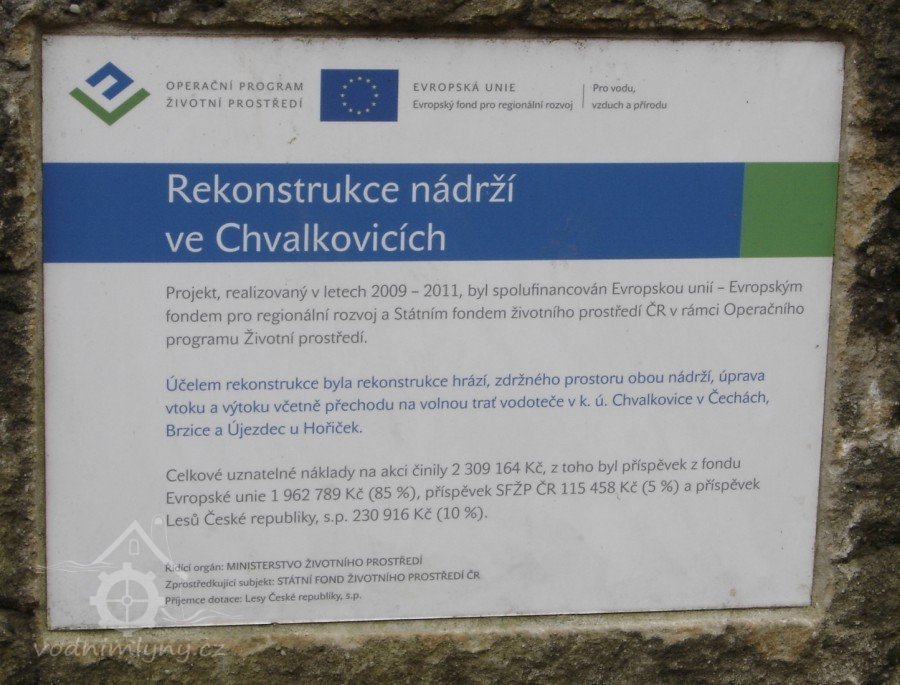 OPERAČNÍ PROGRAM
ŽIVOTNÍ PROSTŘEDÍ
EVROPSKÁ UNIE
Evropský fond pro regionální rozvoj
Pro vodu,
vzduch a přírodu
Rekonstrukce nádrží
ve Chvalkovicích
Projekt, realizovaný v letech 2009 – 2011, byl spolufinancován Evropskou unií – Evropským
fondem pro regionální rozvoj a Státním fondem životního prostředí ČR v rámci Operačního
programu Životní prostředí.
Účelem rekonstrukce byla rekonstrukce hrází, zdržného prostoru obou nádrží, úprava
vtoku a výtoku včetně přechodu na volnou trať vodoteče v k. ú. Chvalkovice v Čechách,
Brzice a Újezdec u Hořiček.
Celkové uznatelné náklady na akci činily 2 309 164 Kč, z toho byl příspěvek z fondu
Evropské unie 1 962 789 Kč (85 %), příspěvek SFŽP ČR 115 458 Kč (5 %) a příspěvek
Lesů České republiky, s.p. 230 916 Kč (10 %).
Řídící orgán: MINISTERSTVO ŽIVOTNÍHO PROSTŘEDÍ
Zprostředkující subjekt: STÁTNÍ FOND ŽIVOTNÍHO PROSTŘEDÍ ČR
Příjemce dotace: Lesy České republiky, s.p.
vodnimlyny.cz